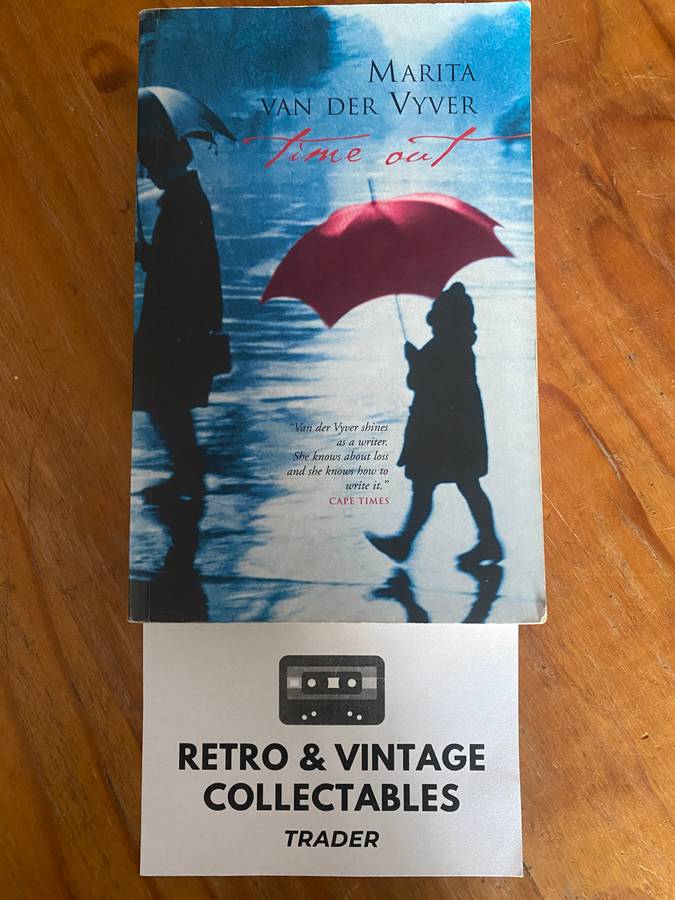 MARITA
VAN DER VYVER
time out
"Van der Vyver shines
as a writer.
She knows about loss
and she knows how to
write it."
CAPE TIMES
RETRO & VINTAGE
COLLECTABLES
TRADER